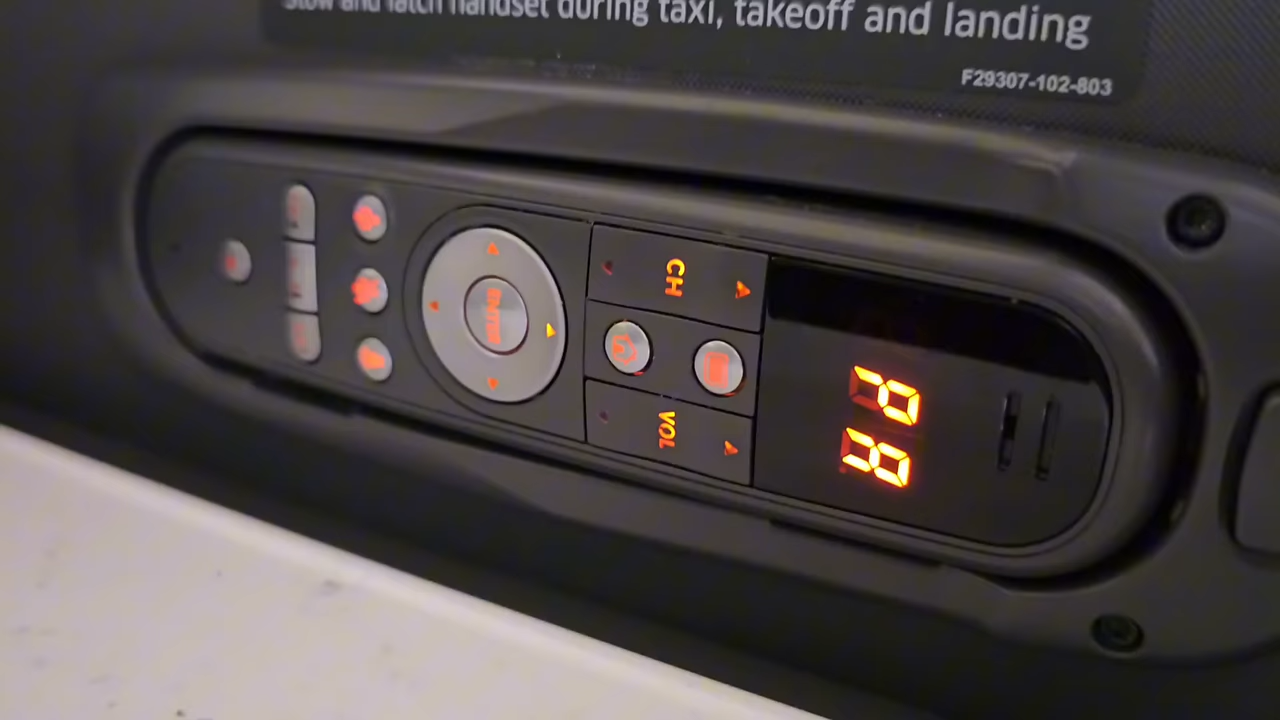 Stow and latch handset during taxi, takeoff and landing
F29307-102-803
CH
VOL